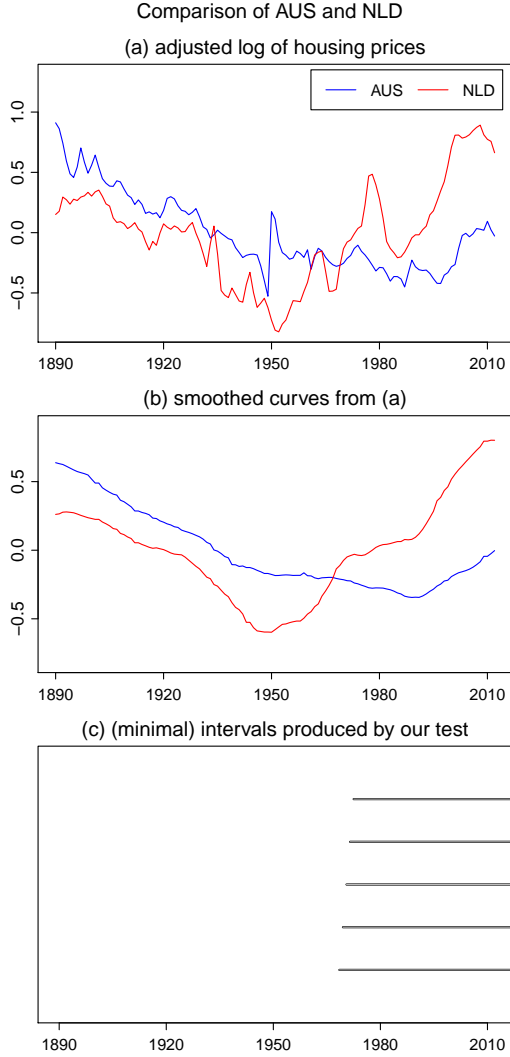 Comparison of AUS and NLD
(a) adjusted log of housing prices
AUS NLD
1.0
0.5
0.0
−0.5
1890 1920 1950 1980 2010
(b) smoothed curves from (a)
0.5
0.0
−0.5
1890 1920 1950 1980 2010
(c) (minimal) intervals produced by our test
1890 1920 1950 1980 2010